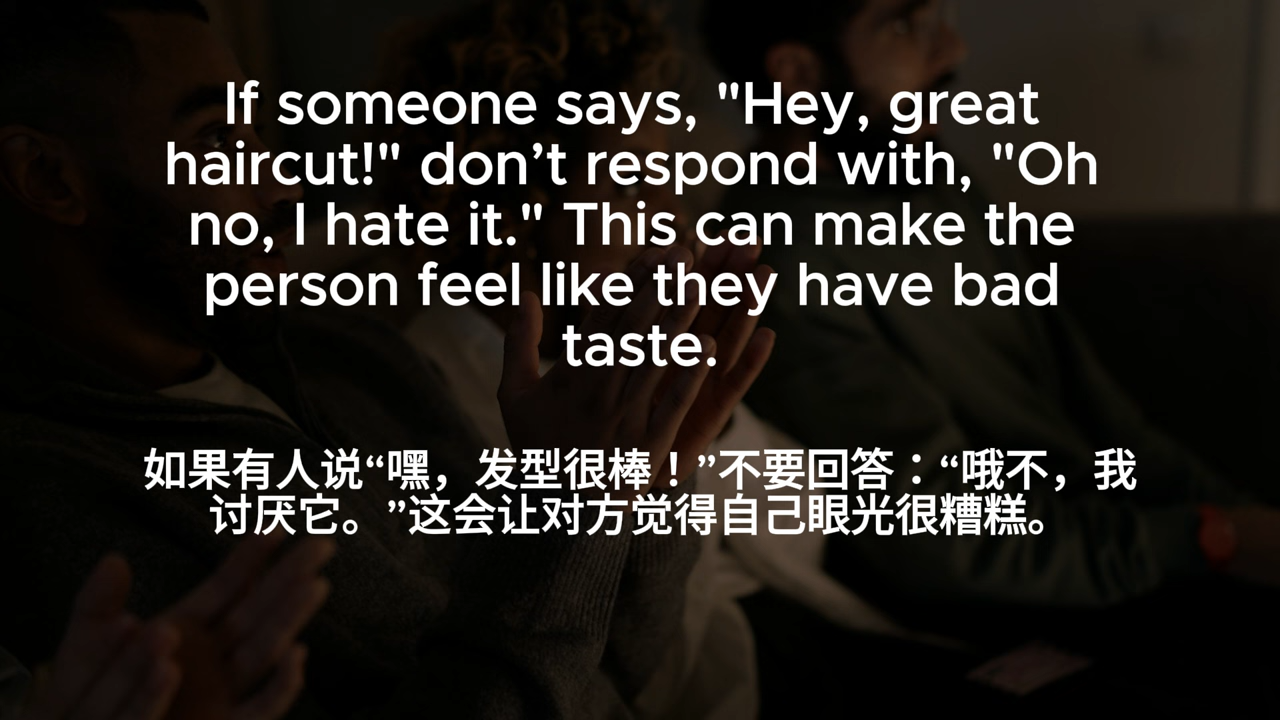 If someone says, "Hey, great
haircut!" don’t respond with, "Oh
no, I hate it." This can make the
person feel like they have bad
taste.
如果有人说“嘿，发型很棒！”不要回答：“哦不，我
讨厌它。”这会让对方觉得自己眼光很糟糕。